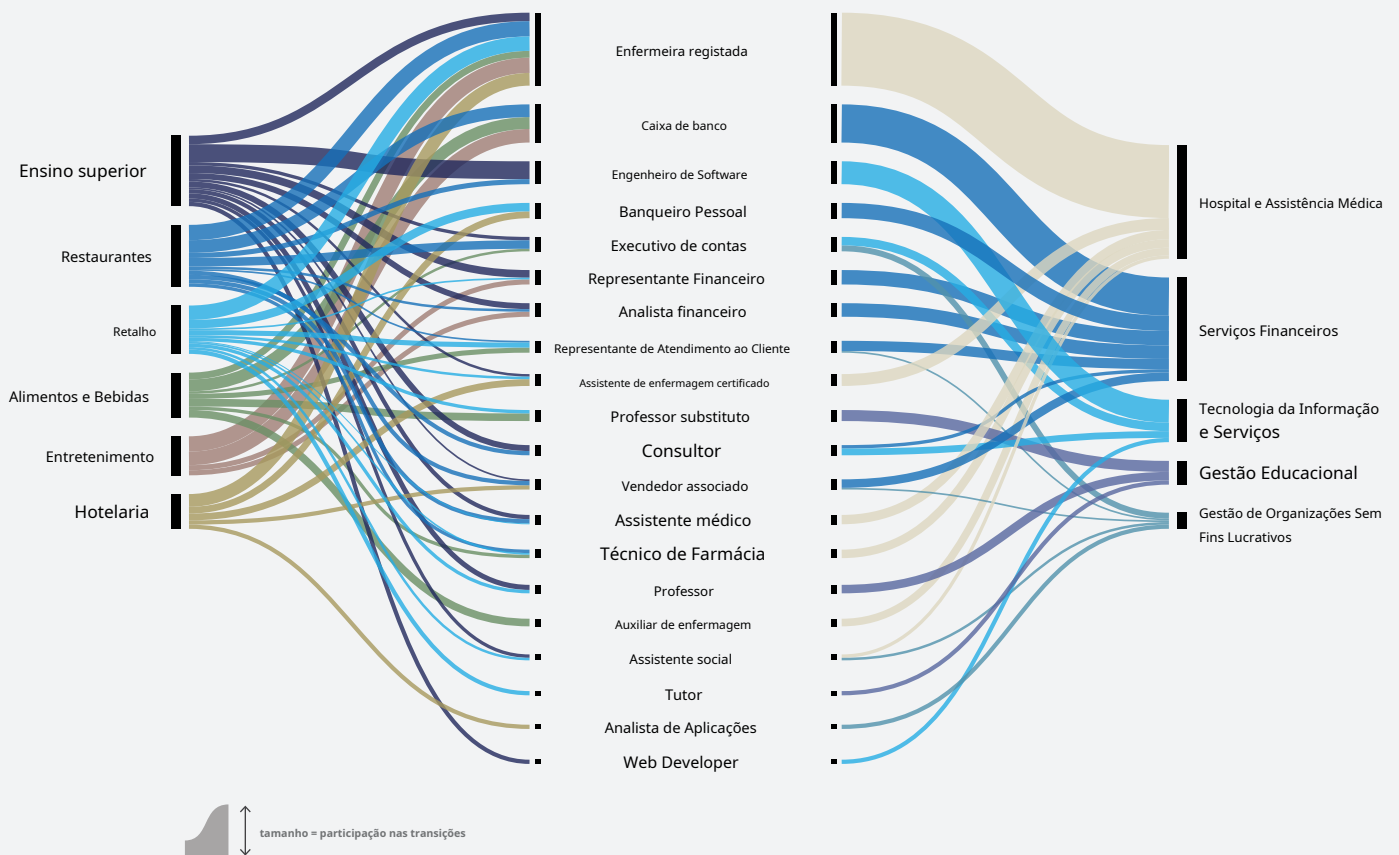 Ensino superior
Restaurantes
Retalho
Alimentos e Bebidas
Entretenimento
Hotelaria
Enfermeira registada
Caixa de banco
Engenheiro de Software
Banqueiro Pessoal
Executivo de contas
Representante Financeiro
Analista financeiro
Representante de Atendimento ao Cliente
Assistente de enfermagem certificado
Professor substituto
Consultor
Vendedor associado
Assistente médico
Técnico de Farmácia
Professor
Auxiliar de enfermagem
Assistente social
Tutor
Analista de Aplicações
Web Developer
Hospital e Assistência Médica
Serviços Financeiros
Tecnologia da Informação
e Serviços
Gestão Educacional
Gestão de Organizações Sem
Fins Lucrativos
tamanho = participação nas transições